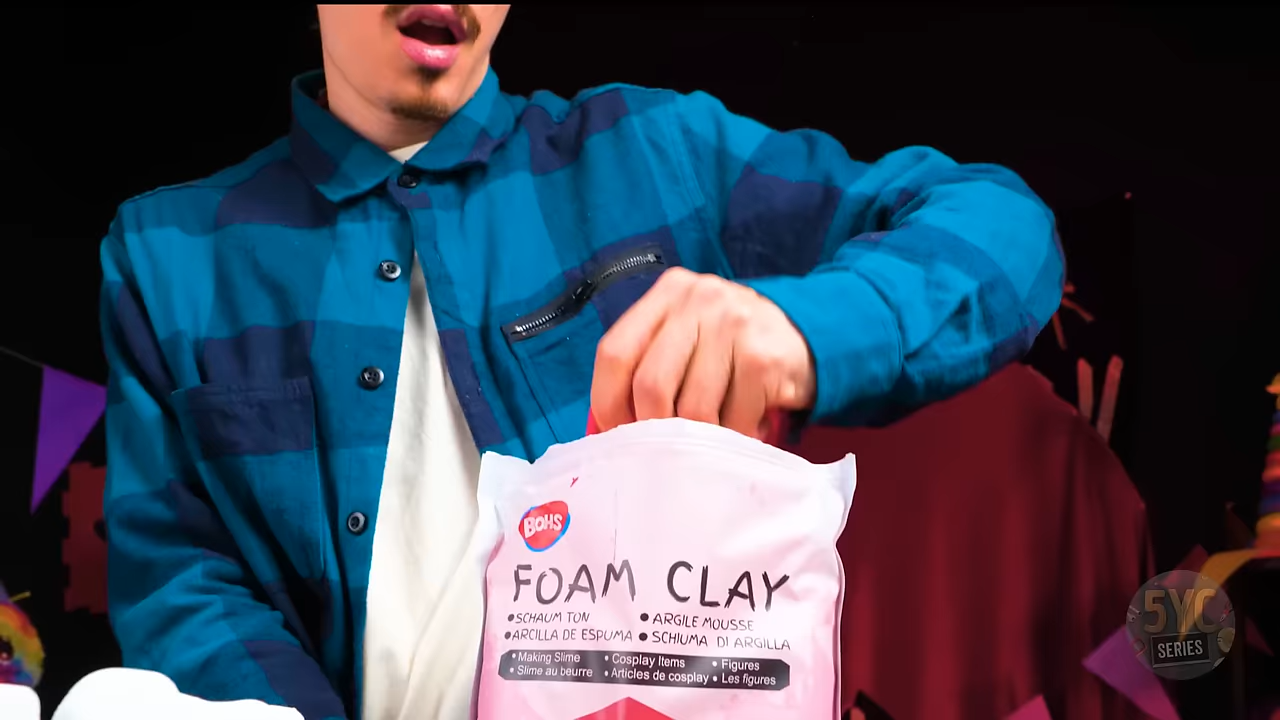 BOHS
FOAM CLAY
•SCHAUM TON •ARGILE MOUSSE
•ARCILLA DE ESPUMA •SCHIUMA DI ARGILLA
•Making Slime •Cosplay Items •Figures
•Slime au beurre •Articles de cosplay •Les figures
5YC
SERIES